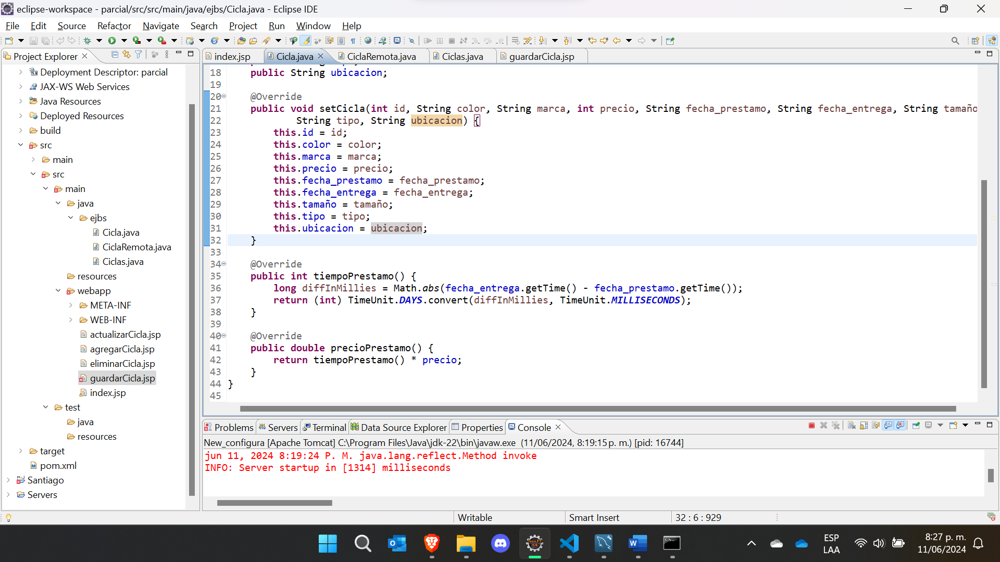 eclipse-workspace - parcial/src/src/main/java/ejbs/Cicla.java - Eclipse IDE
File Edit Source Refactor Navigate Search Project Run Window Help
Project Explorer
Deployment Descriptor: parcial
JAX-WS Web Services
Java Resources
Deployed Resources
build
src
main
src
main
java
ejbs
Cicla.java
CiclaRemota.java
Ciclas.java
resources
webapp
META-INF
WEB-INF
actualizarCicla.jsp
agregarCicla.jsp
eliminarCicla.jsp
guardarCicla.jsp
index.jsp
test
java
resources
target
pom.xml
Santiago
Servers
index.jsp Cicla.java CiclaRemota.java Ciclas.java guardarCicla.jsp
18 public String ubicacion;
19
20 @Override
21 public void setCicla(int id, String color, String marca, int precio, String fecha_prestamo, String fecha_entrega, String tamaño
22 String tipo, String ubicacion) {
23 this.id = id;
24 this.color = color;
25 this.marca = marca;
26 this.precio = precio;
27 this.fecha_prestamo = fecha_prestamo;
28 this.fecha_entrega = fecha_entrega;
29 this.tamaño = tamaño;
30 this.tipo = tipo;
31 this.ubicacion = ubicacion;
32 }
33
34 @Override
35 public int tiempoPrestamo() {
36 long diffInMillies = Math.abs(fecha_entrega.getTime() - fecha_prestamo.getTime());
37 return (int) TimeUnit.DAYS.convert(diffInMillies, TimeUnit.MILLISECONDS);
38 }
39
40 @Override
41 public double precioPrestamo() {
42 return tiempoPrestamo() * precio;
43 }
44 }
45
Problems Servers Terminal Data Source Explorer Properties Console
New_configura [Apache Tomcat] C:\Program Files\Java\jdk-22\bin\javaw.exe (11/06/2024, 8:19:15 p. m.) [pid: 16744]
jun 11, 2024 8:19:24 P. M. java.lang.reflect.Method invoke
INFO: Server startup in [1314] milliseconds
Writable Smart Insert 32 : 6 : 929
ESP
LAA
8:27 p. m.
11/06/2024